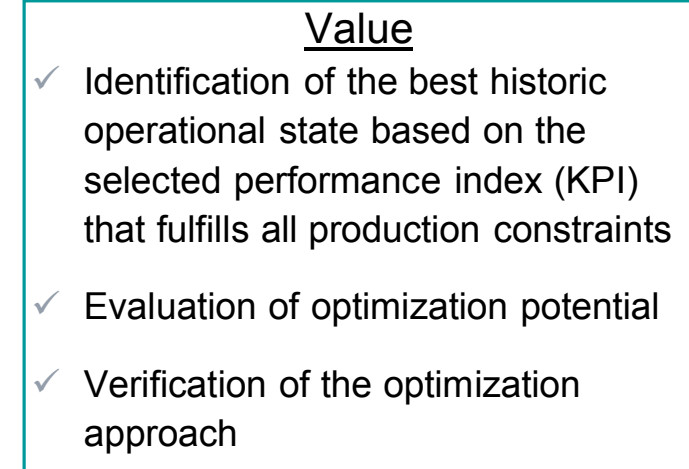 Value
✓ Identification of the best historic
operational state based on the
selected performance index (KPI)
that fulfills all production constraints
✓ Evaluation of optimization potential
✓ Verification of the optimization
approach